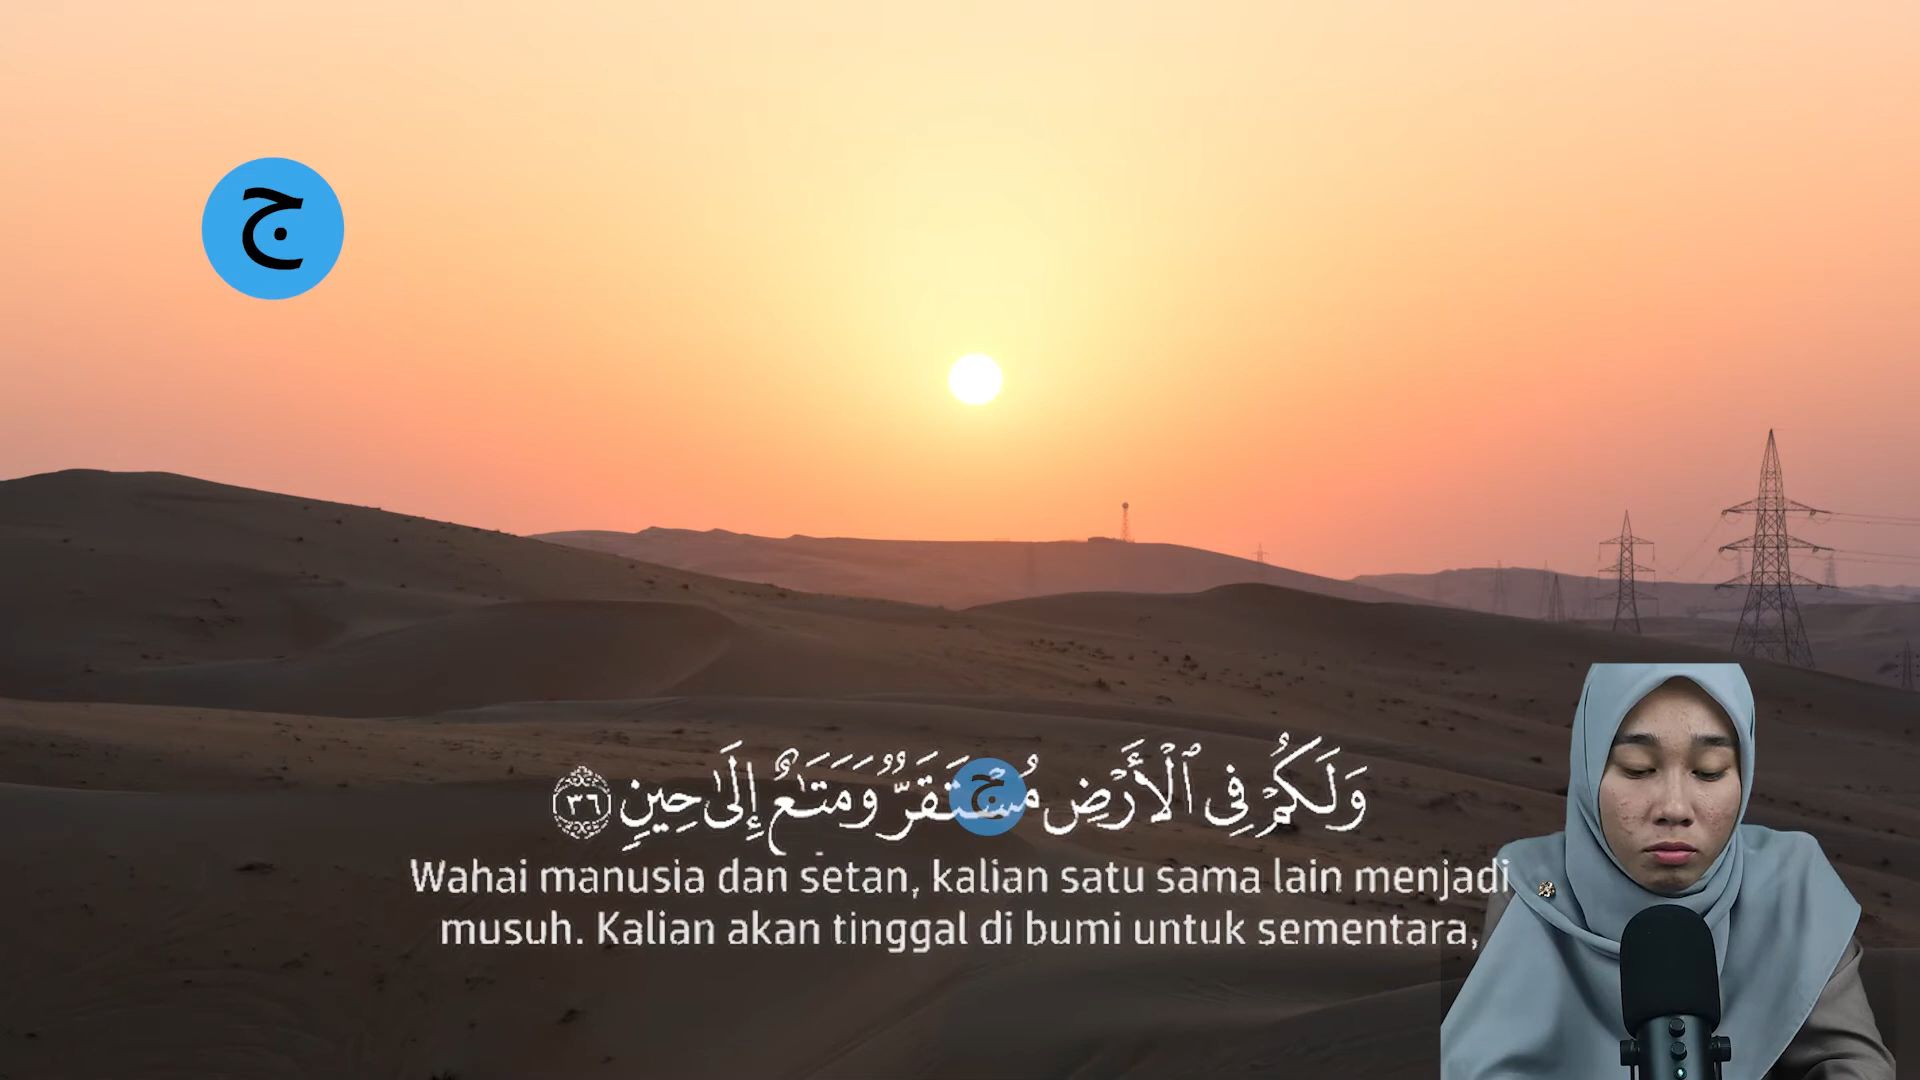 ج
وَلَكُمْ فِي ٱلْأَرْضِ مُسْتَقَرٌّ وَمَتَـٰعٌ إِلَىٰ حِينٍ ٣٦
ج
Wahai manusia dan setan, kalian satu sama lain menjadi
musuh. Kalian akan tinggal di bumi untuk sementara,